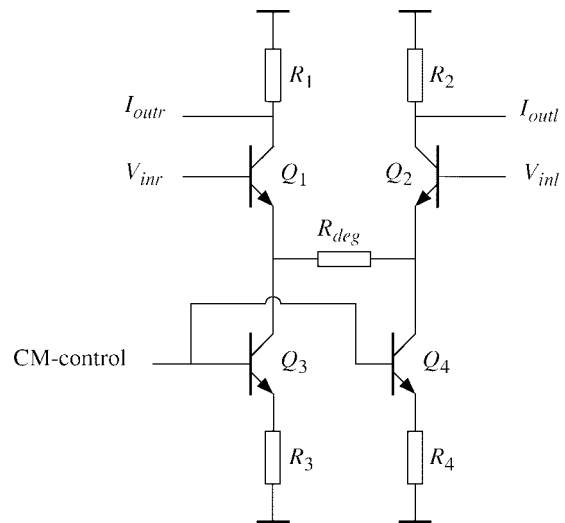 R1
R2
Ioutr
Ioutl
Vinr
Q1
Q2
Vinl
Rdeg
CM-control
Q3
Q4
R3
R4